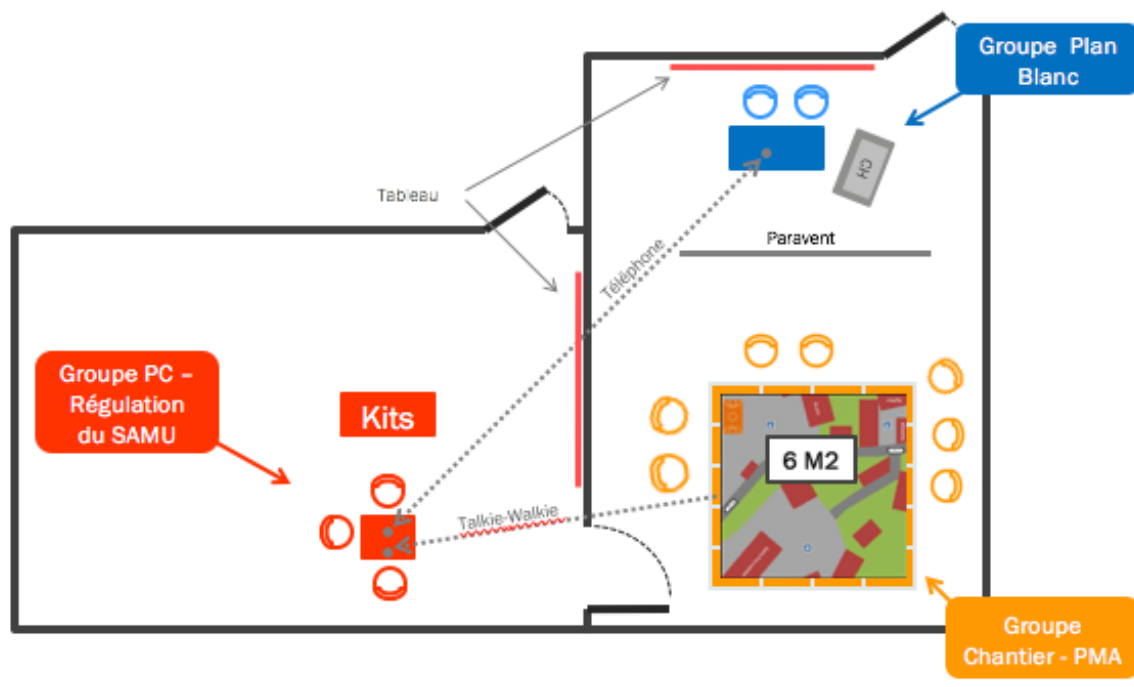 Groupe Plan
Blanc
CH
Tableau
Paravent
Téléphone
Groupe PC –
Régulation
du SAMU
Kits
6 M2
Talkie-Walkie
Groupe
Chantier - PMA